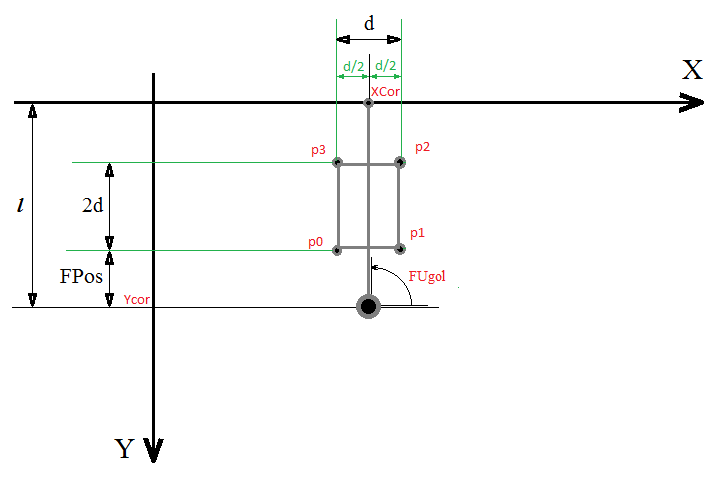 d
d/2 d/2
X
XCor
p3 p2
l
2d
p0 p1
FPos
FUgol
Ycor
Y